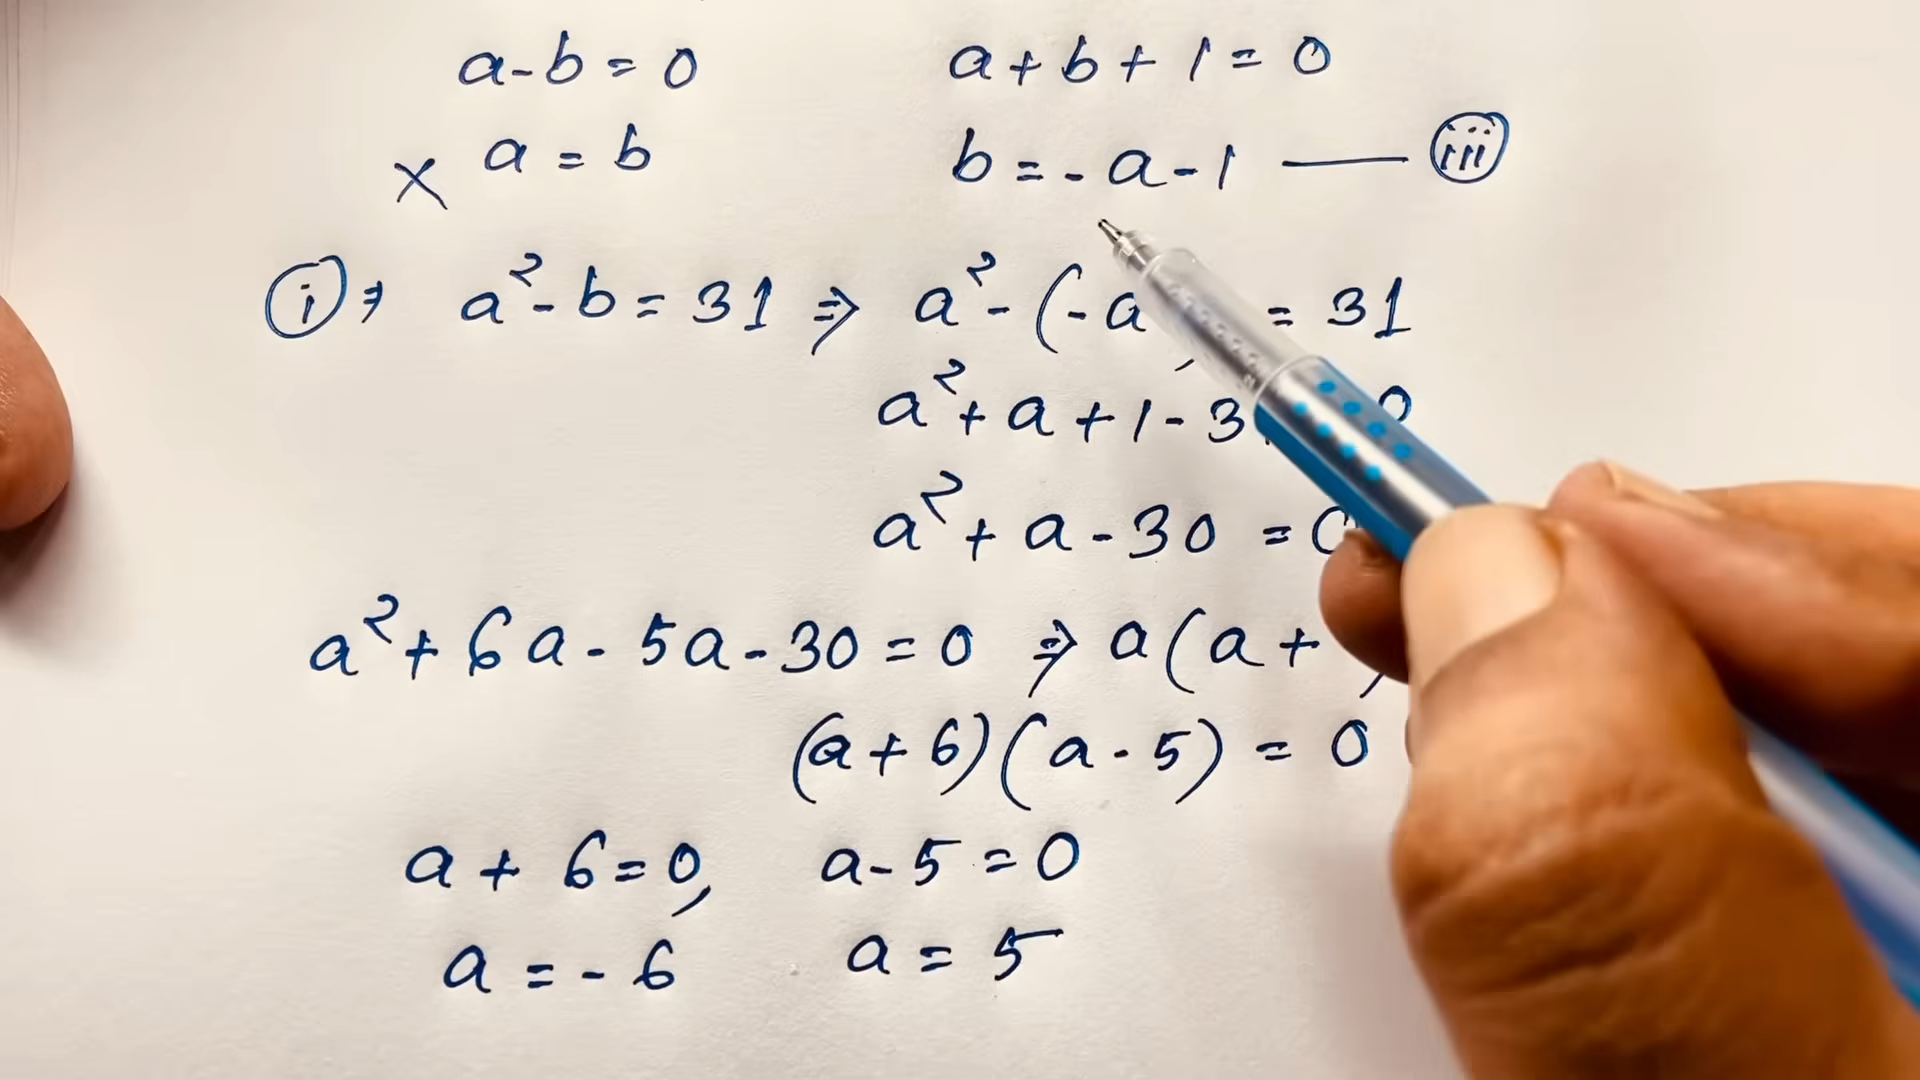 a - b = 0    a + b + 1 = 0
× a = b    b = - a - 1 —— (iii)
(i) ⇒ a² - b = 31 ⇒ a² - (- a = 31
a² + a + 1 - 3
a² + a - 30 = 0
a² + 6a - 5a - 30 = 0 ⇒ a(a +
(a + 6)(a - 5) = 0
a + 6 = 0,    a - 5 = 0
a = - 6    a = 5